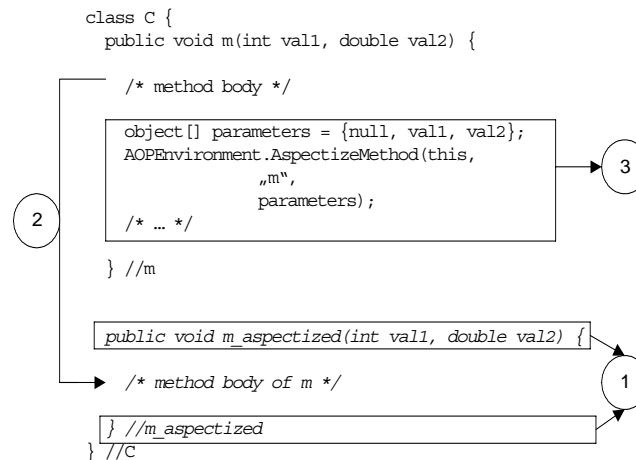 class C {
public void m(int val1, double val2) {
/* method body */
object[] parameters = {null, val1, val2};
AOPEnvironment.AspectizeMethod(this,
„m“,
parameters);
/* … */
3
2
} //m
public void m_aspectized(int val1, double val2) {
/* method body of m */
1
} //m_aspectized
} //C